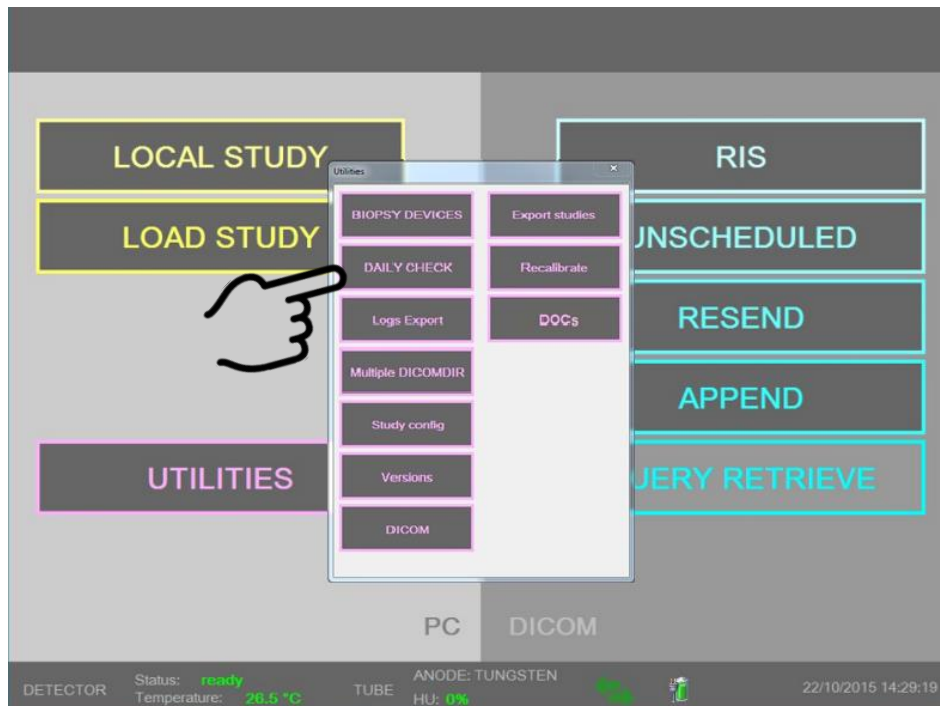 LOCAL STUDY
LOAD STUDY
UTILITIES
Utilities
BIOPSY DEVICES
DAILY CHECK
Logs Export
Multiple DICOMDIR
Study config
Versions
DICOM
Export studies
Recalibrate
DOCs
RIS
UNSCHEDULED
RESEND
APPEND
UERY RETRIEVE
PC
DICOM
DETECTOR
Status: ready
Temperature: 26.5 °C
TUBE
ANODE: TUNGSTEN
HU: 0%
22/10/2015 14:29:19